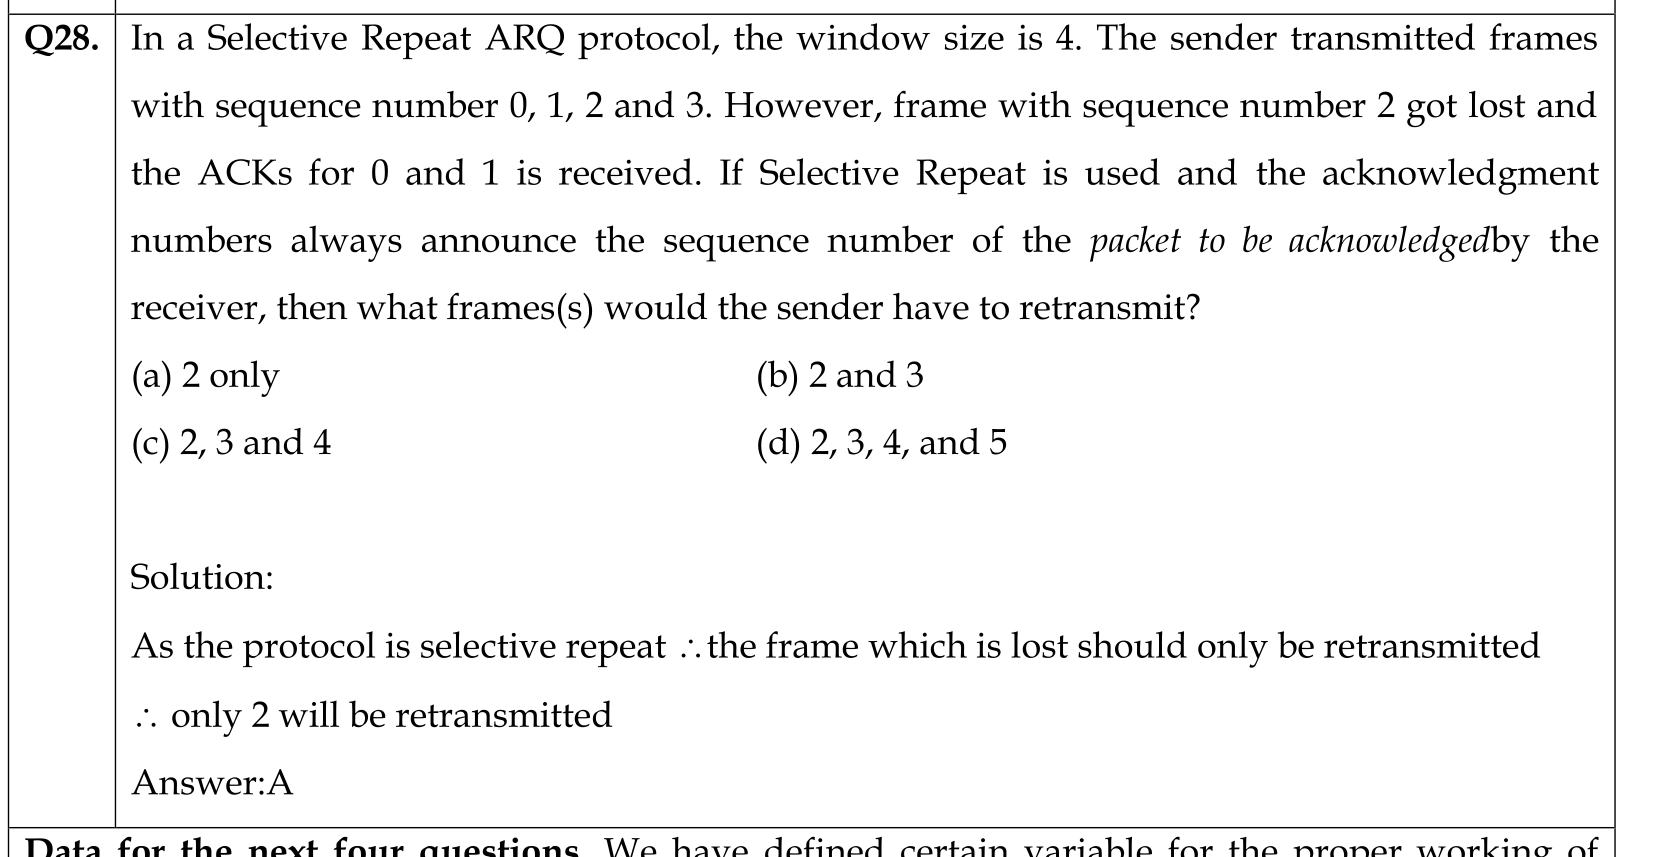 Q28. In a Selective Repeat ARQ protocol, the window size is 4. The sender transmitted frames
with sequence number 0, 1, 2 and 3. However, frame with sequence number 2 got lost and
the ACKs for 0 and 1 is received. If Selective Repeat is used and the acknowledgment
numbers always announce the sequence number of the packet to be acknowledgedby the
receiver, then what frames(s) would the sender have to retransmit?
(a) 2 only (b) 2 and 3
(c) 2, 3 and 4 (d) 2, 3, 4, and 5
Solution:
As the protocol is selective repeat ∴ the frame which is lost should only be retransmitted
∴ only 2 will be retransmitted
Answer:A
Data for the next four questions. We have defined certain variable for the proper working of